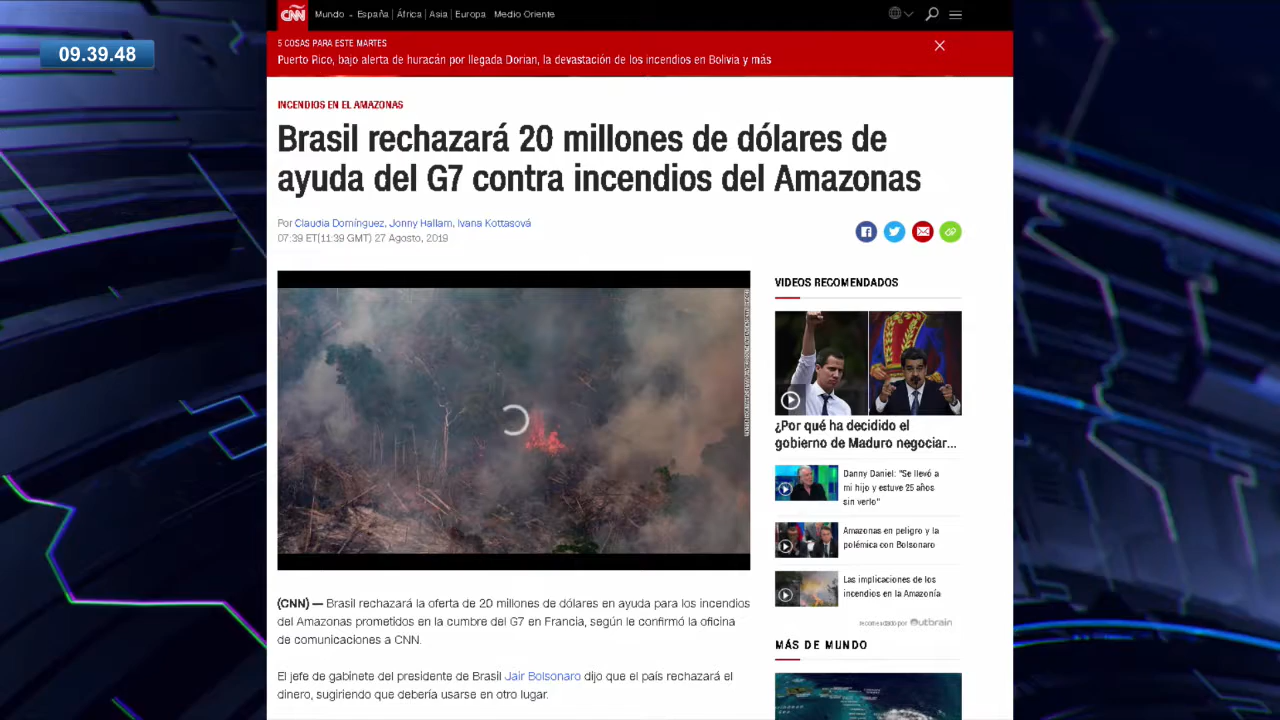 CNN
Mundo
España
África
Asia
Europa
Medio Oriente
09.39.48
5 COSAS PARA ESTE MARTES
Puerto Rico, bajo alerta de huracán por llegada Dorian, la devastación de los incendios en Bolivia y más
INCENDIOS EN EL AMAZONAS
Brasil rechazará 20 millones de dólares de
ayuda del G7 contra incendios del Amazonas
Por Claudia Domínguez, Jonny Hallam, Ivana Kottasová
07:39 ET(11:39 GMT) 27 Agosto, 2019
(CNN) — Brasil rechazará la oferta de 20 millones de dólares en ayuda para los incendios
del Amazonas prometidos en la cumbre del G7 en Francia, según le confirmó la oficina
de comunicaciones a CNN.
El jefe de gabinete del presidente de Brasil Jair Bolsonaro dijo que el país rechazará el
dinero, sugiriendo que debería usarse en otro lugar.
VIDEOS RECOMENDADOS
¿Por qué ha decidido el
gobierno de Maduro negociar...
Danny Daniel: "Se llevó a
mi hijo y estuve 25 años
sin verlo"
Amazonas en peligro y la
polémica con Bolsonaro
Las implicaciones de los
incendios en la Amazonía
recomendado por Outbrain
MÁS DE MUNDO